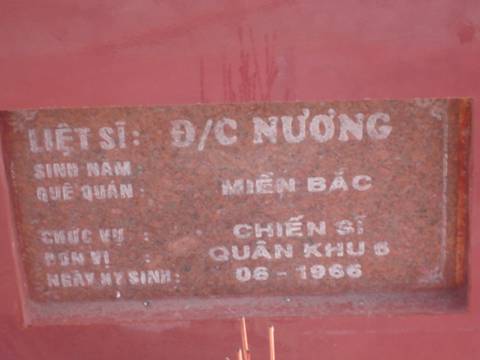 LIỆT SĨ: Đ/C NƯƠNG
SINH NĂM:
QUÊ QUÁN: MIỀN BẮC
CHỨC VỤ: CHIẾN SĨ
ĐƠN VỊ: QUÂN KHU 5
NGÀY HY SINH: 06 - 1966